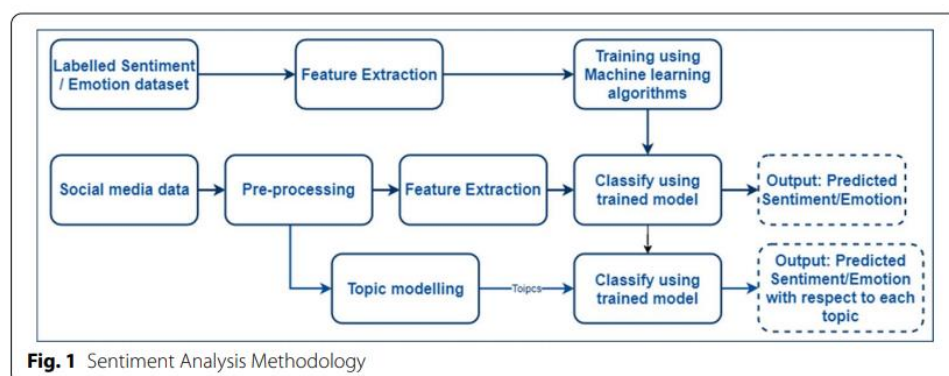 Labelled Sentiment
/ Emotion dataset
Feature Extraction
Training using
Machine learning
algorithms
Social media data
Pre-processing
Feature Extraction
Classify using
trained model
Output: Predicted
Sentiment/Emotion
Topic modelling
Toipcs
Classify using
trained model
Output: Predicted
Sentiment/Emotion
with respect to each
topic
Fig. 1 Sentiment Analysis Methodology